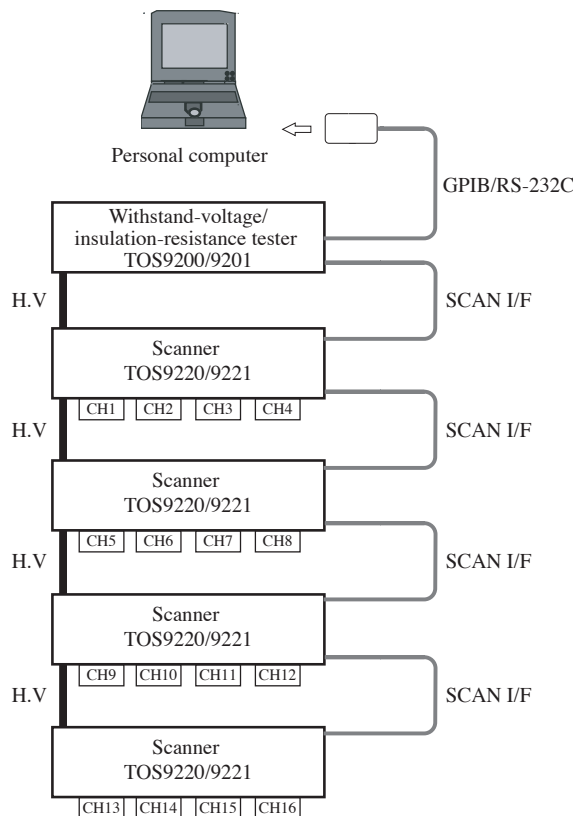 Personal computer
GPIB/RS-232C
Withstand-voltage/
insulation-resistance tester
TOS9200/9201
H.V
SCAN I/F
Scanner
TOS9220/9221
CH1 CH2 CH3 CH4
H.V
SCAN I/F
Scanner
TOS9220/9221
CH5 CH6 CH7 CH8
H.V
SCAN I/F
Scanner
TOS9220/9221
CH9 CH10 CH11 CH12
H.V
SCAN I/F
Scanner
TOS9220/9221
CH13 CH14 CH15 CH16